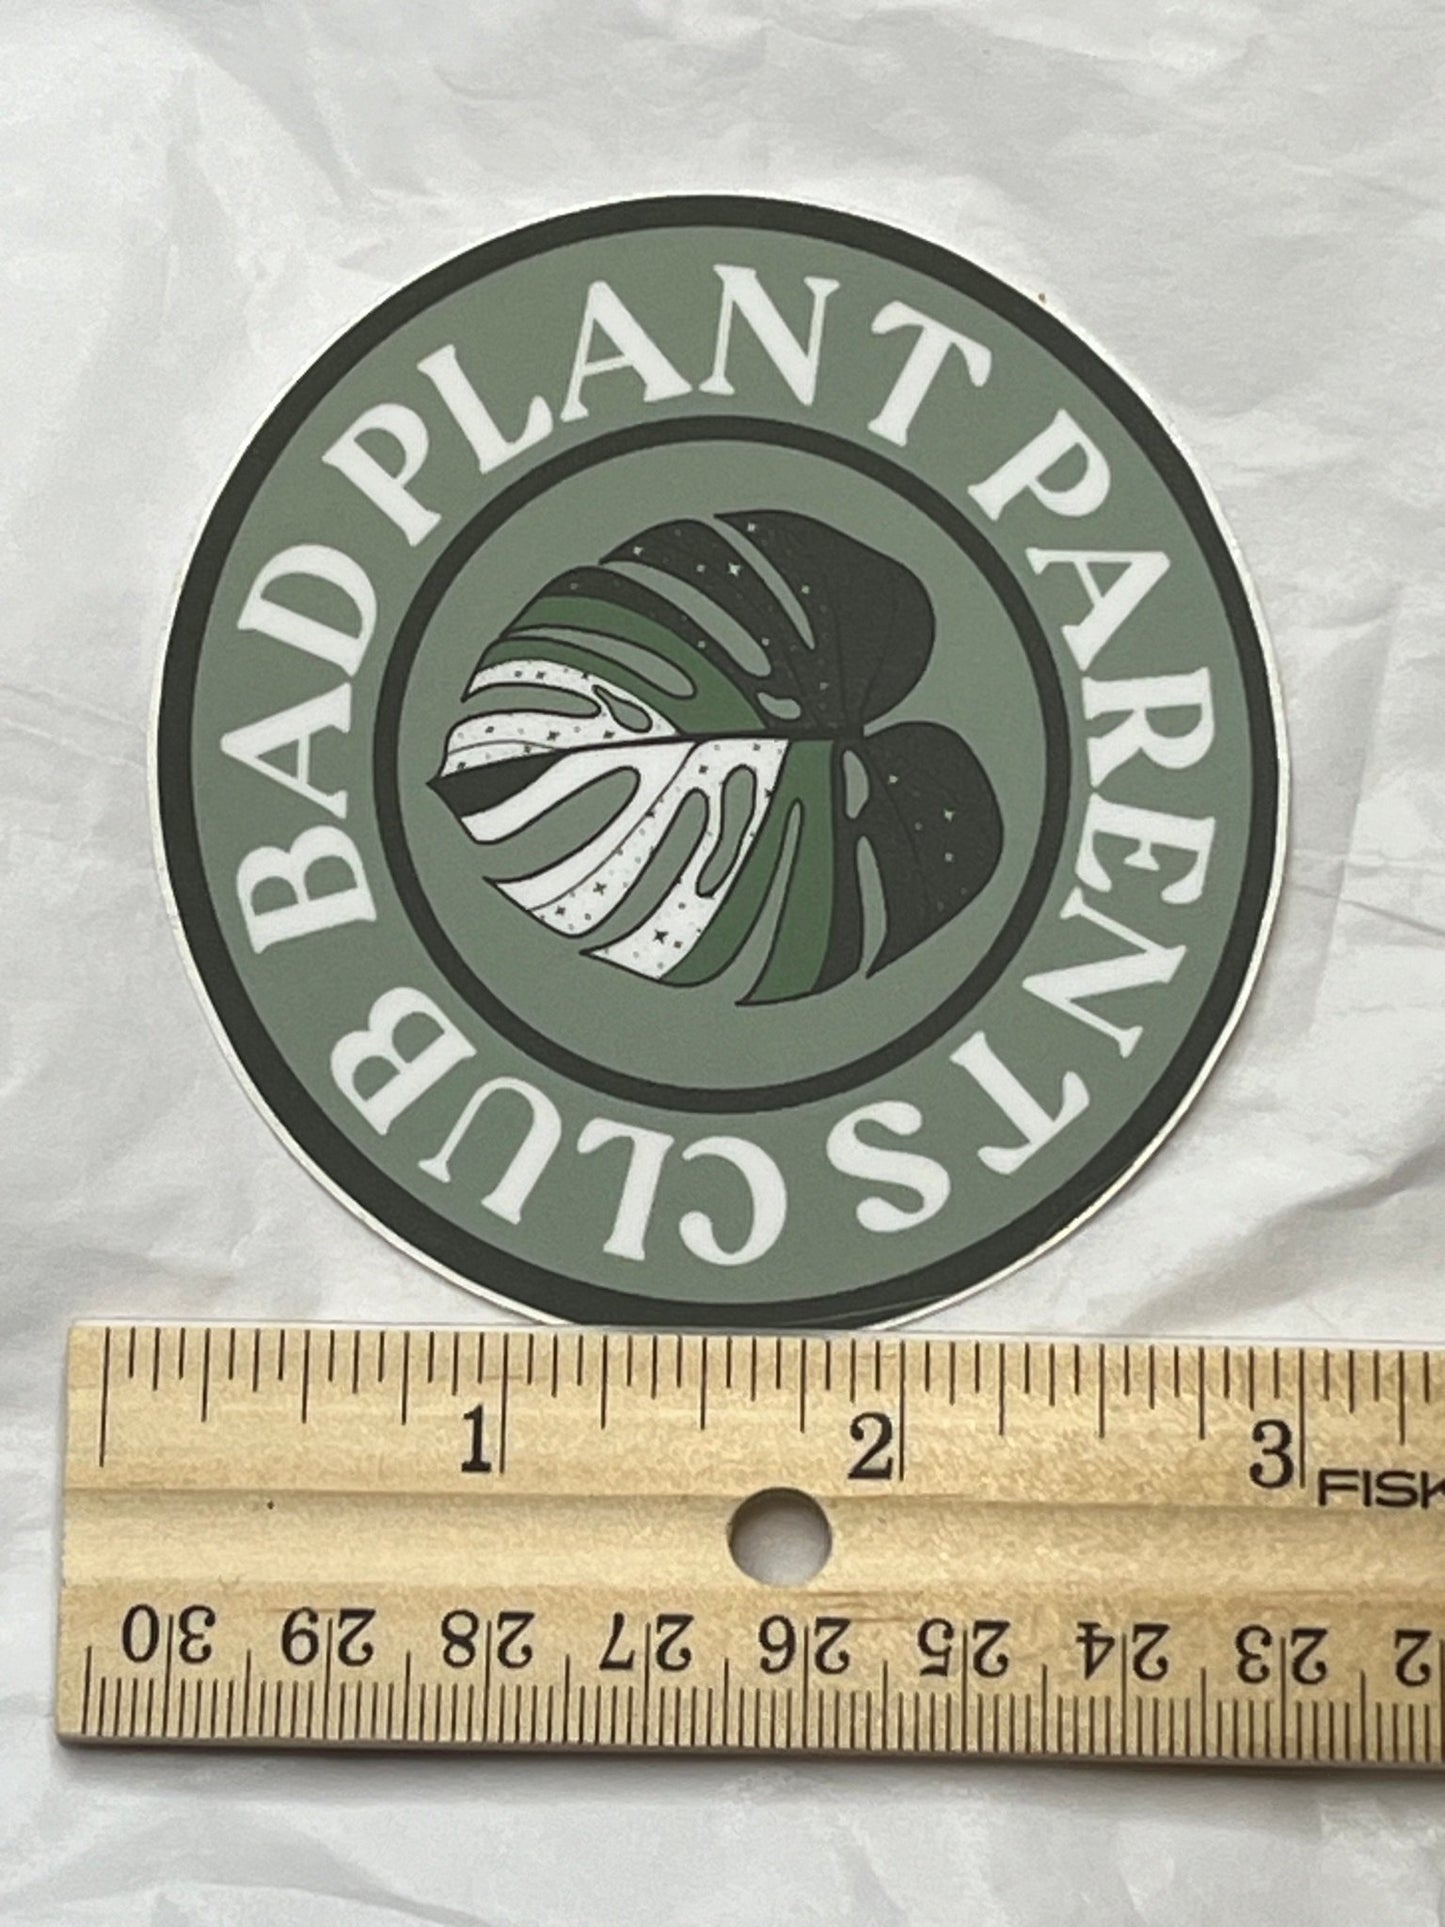 BAD PLANT PARENTS CLUB
1 2 3
FISK
30 29 28 27 26 25 24 23 2